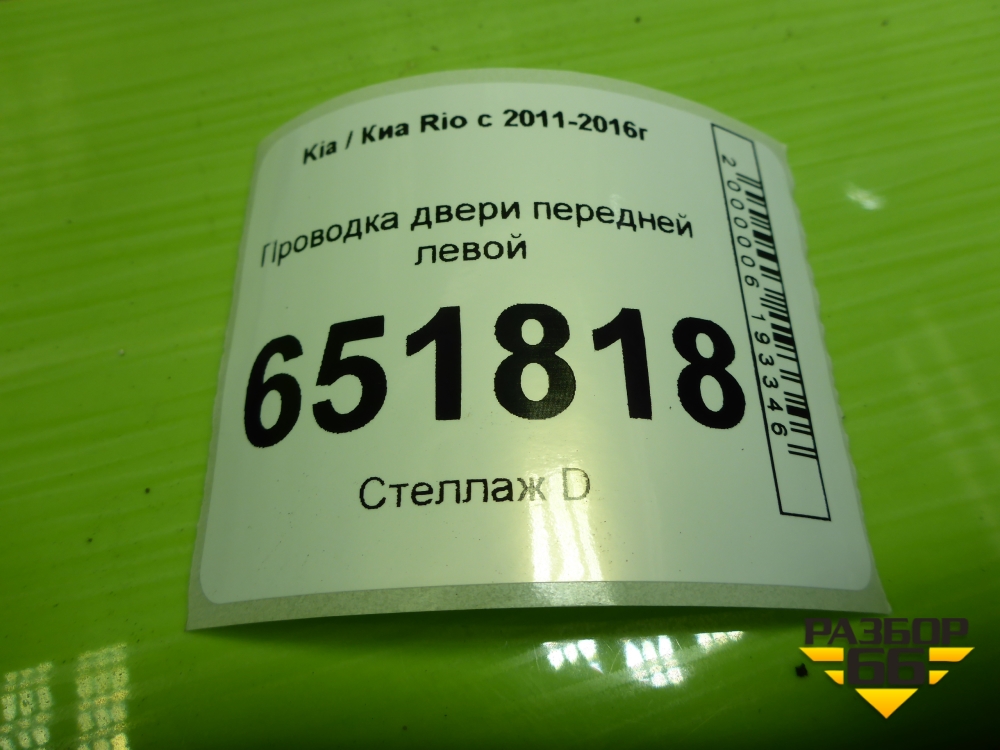 Kia / Киа Rio с 2011-2016г
Проводка двери передней
левой
651818
Стеллаж D
2000006193346
РАЗБОР
66